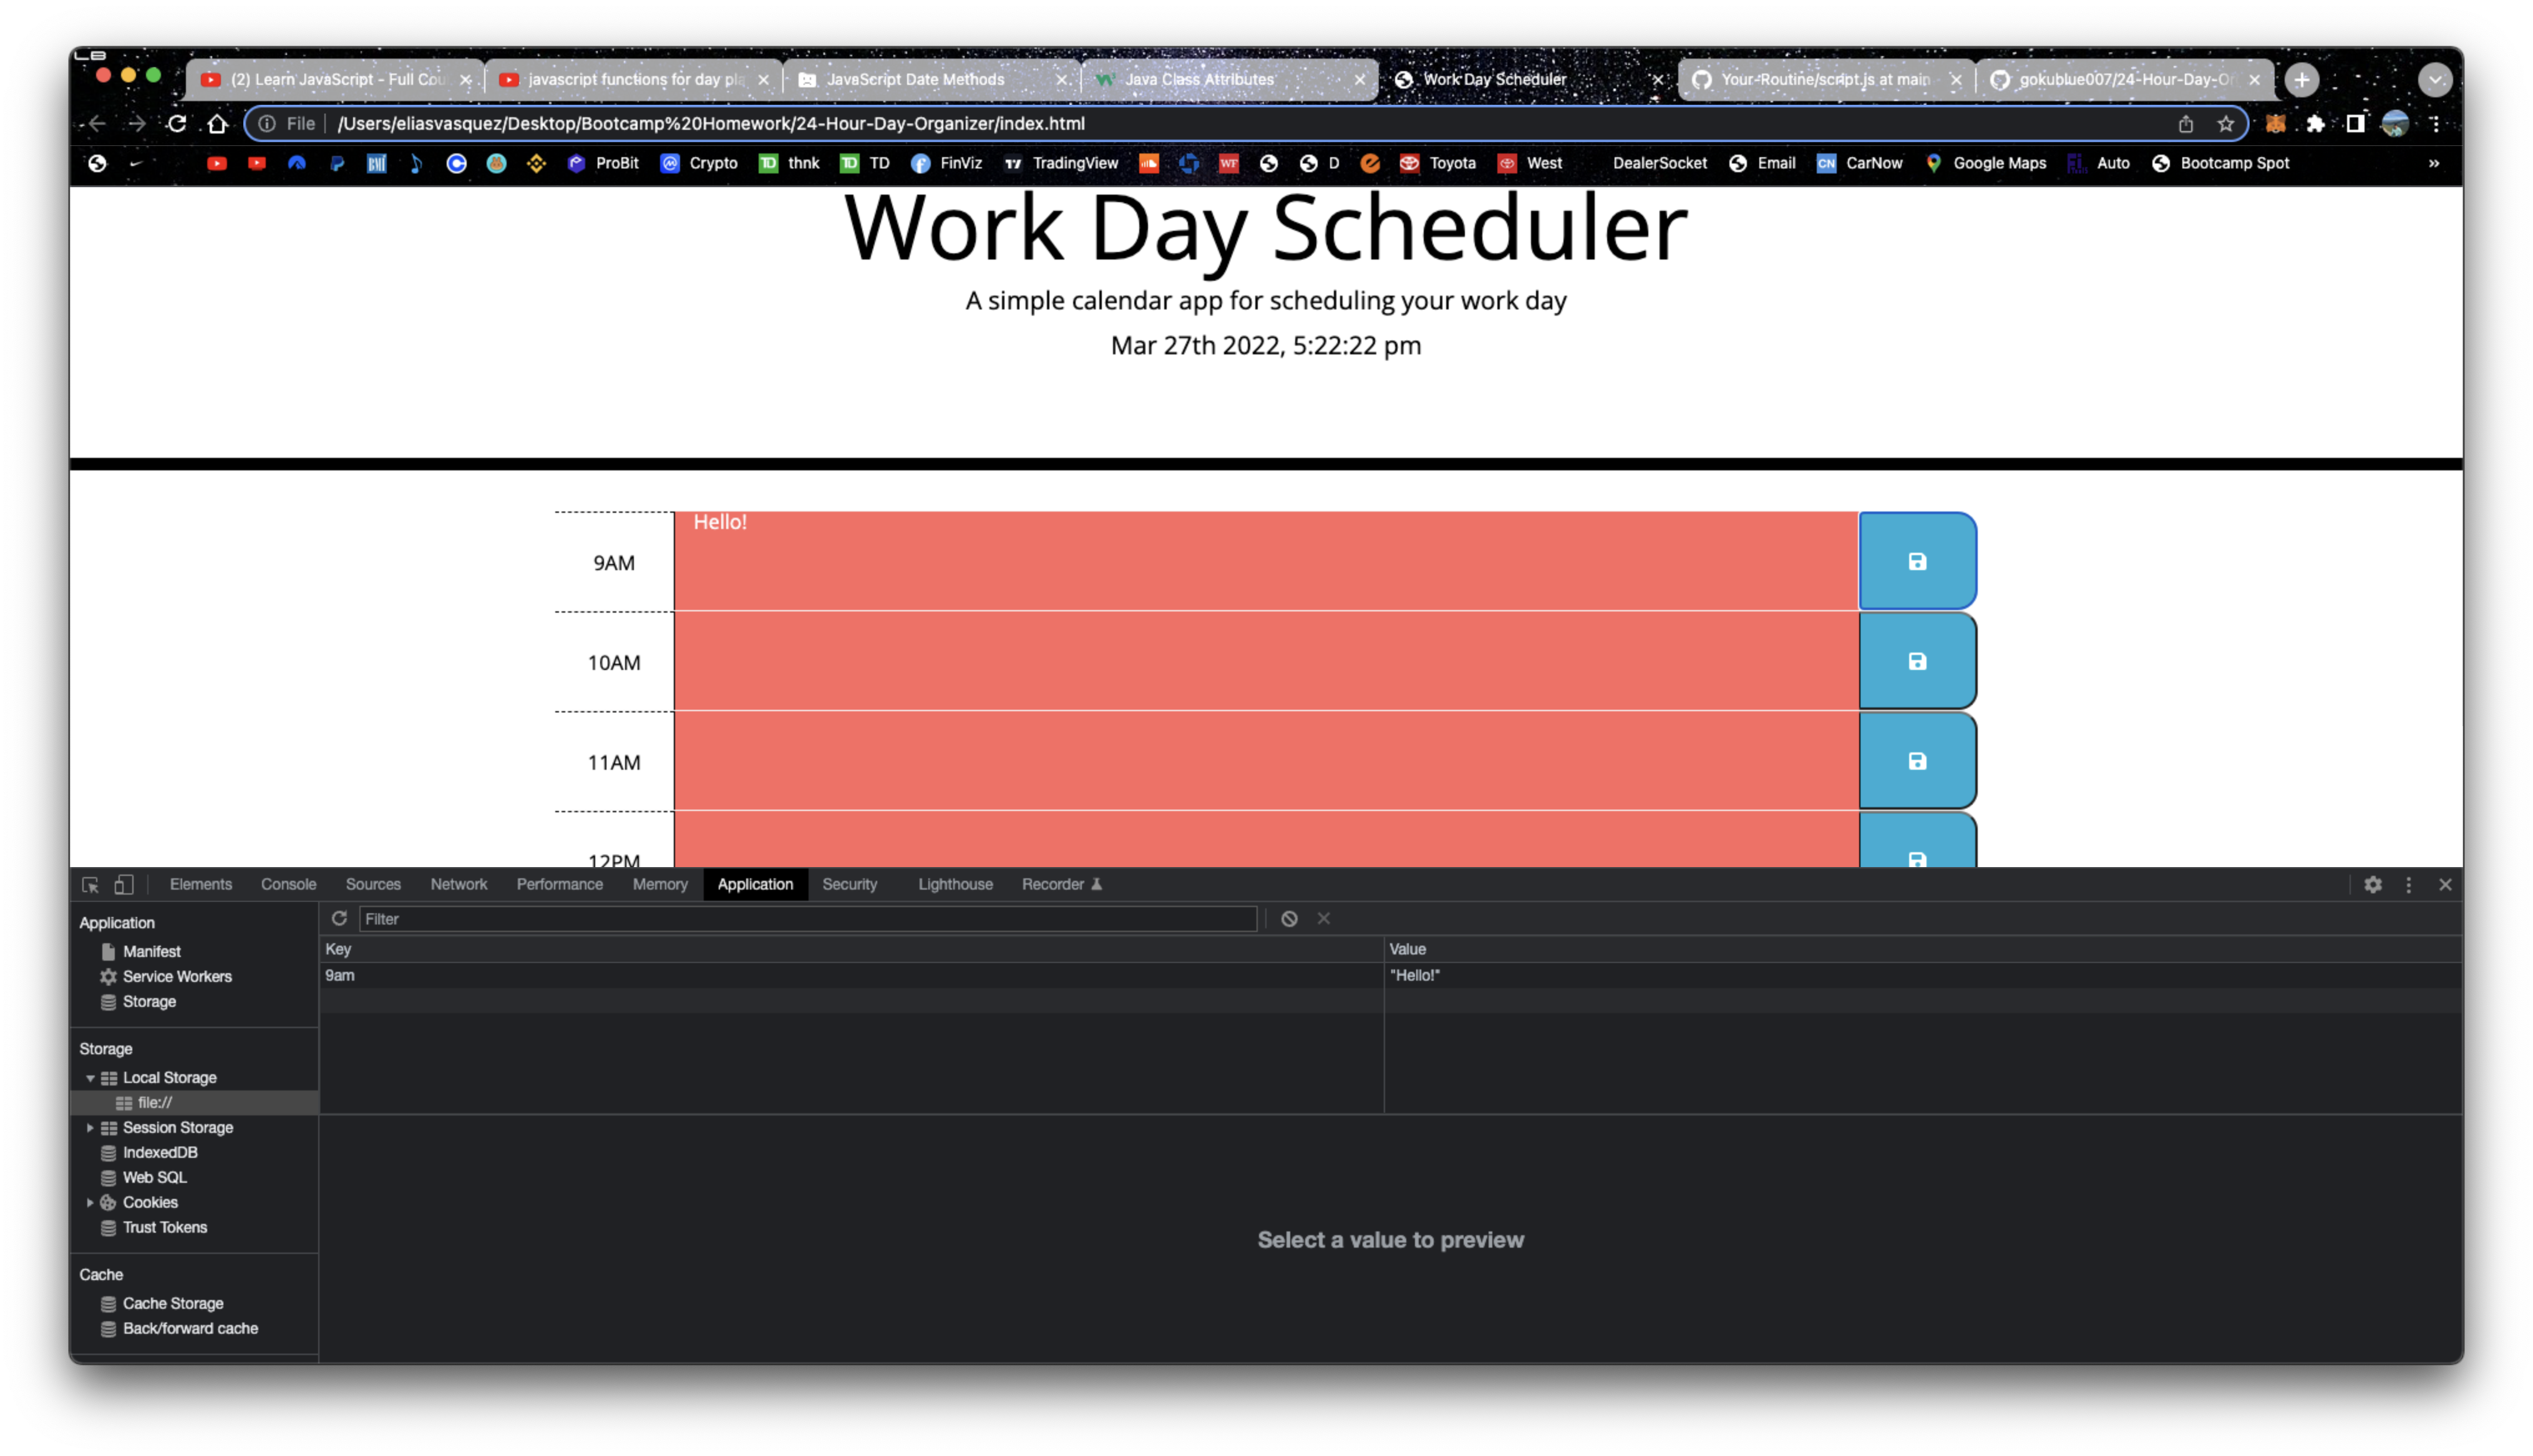 (2) Learn JavaScript - Full Cou
javascript functions for day pla
JavaScript Date Methods
Java Class Attributes
Work Day Scheduler
Your-Routine/script.js at main
gokublue007/24-Hour-Day-Or
File
/Users/eliasvasquez/Desktop/Bootcamp%20Homework/24-Hour-Day-Organizer/index.html
ProBit Crypto TD thnk TD TD FinViz TradingView WF D Toyota West DealerSocket Email CN CarNow Google Maps Auto Bootcamp Spot »
Work Day Scheduler
A simple calendar app for scheduling your work day
Mar 27th 2022, 5:22:22 pm
Hello!
9AM
10AM
11AM
12PM
Elements Console Sources Network Performance Memory Application Security Lighthouse Recorder
Application
Manifest
Service Workers
Storage
Storage
Local Storage
file://
Session Storage
IndexedDB
Web SQL
Cookies
Trust Tokens
Cache
Cache Storage
Back/forward cache
Filter
Key Value
9am "Hello!"
Select a value to preview